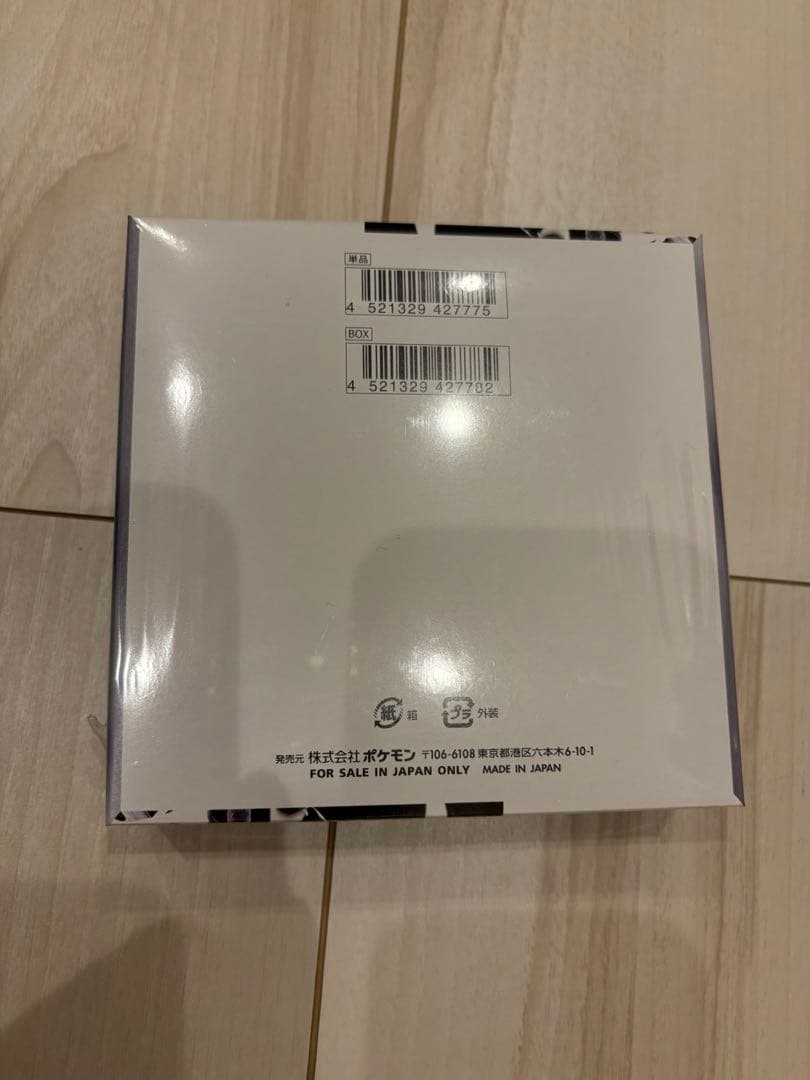 単品
4 521329 427775
BOX
4 521329 427782
紙 箱 プラ 外装
発売元 株式会社 ポケモン 〒106-6108 東京都港区六本木6-10-1
FOR SALE IN JAPAN ONLY MADE IN JAPAN